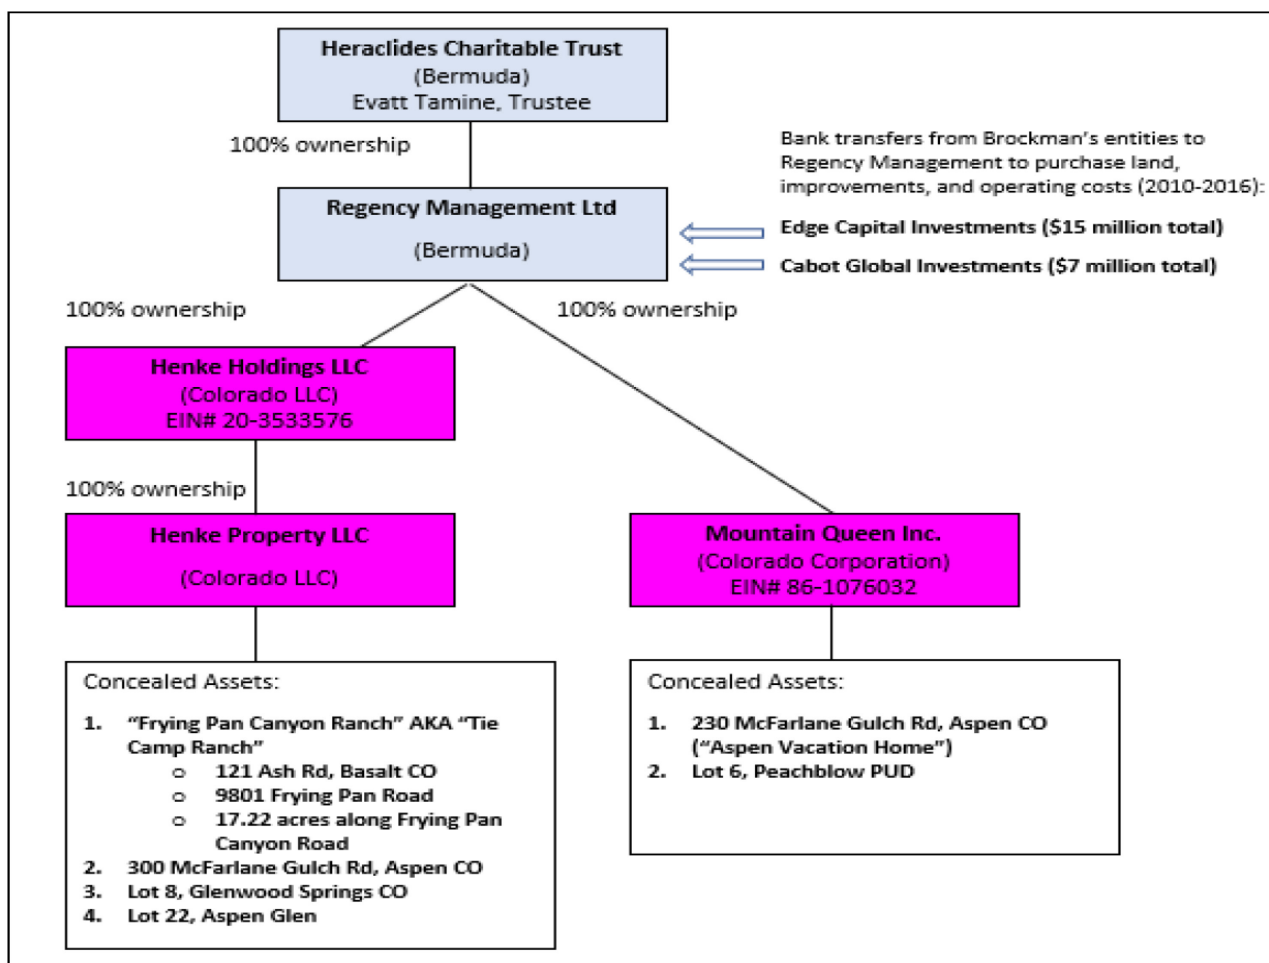 Heraclides Charitable Trust
(Bermuda)
Evatt Tamine, Trustee
100% ownership
Bank transfers from Brockman's entities to
Regency Management to purchase land,
improvements, and operating costs (2010-2016):
Edge Capital Investments ($15 million total)
Cabot Global Investments ($7 million total)
Regency Management Ltd
(Bermuda)
100% ownership
100% ownership
Henke Holdings LLC
(Colorado LLC)
EIN# 20-3533576
100% ownership
Henke Property LLC
(Colorado LLC)
Mountain Queen Inc.
(Colorado Corporation)
EIN# 86-1076032
Concealed Assets:
1. "Frying Pan Canyon Ranch" AKA "Tie
Camp Ranch"
o 121 Ash Rd, Basalt CO
o 9801 Frying Pan Road
o 17.22 acres along Frying Pan
Canyon Road
2. 300 McFarlane Gulch Rd, Aspen CO
3. Lot 8, Glenwood Springs CO
4. Lot 22, Aspen Glen
Concealed Assets:
1. 230 McFarlane Gulch Rd, Aspen CO
("Aspen Vacation Home")
2. Lot 6, Peachblow PUD